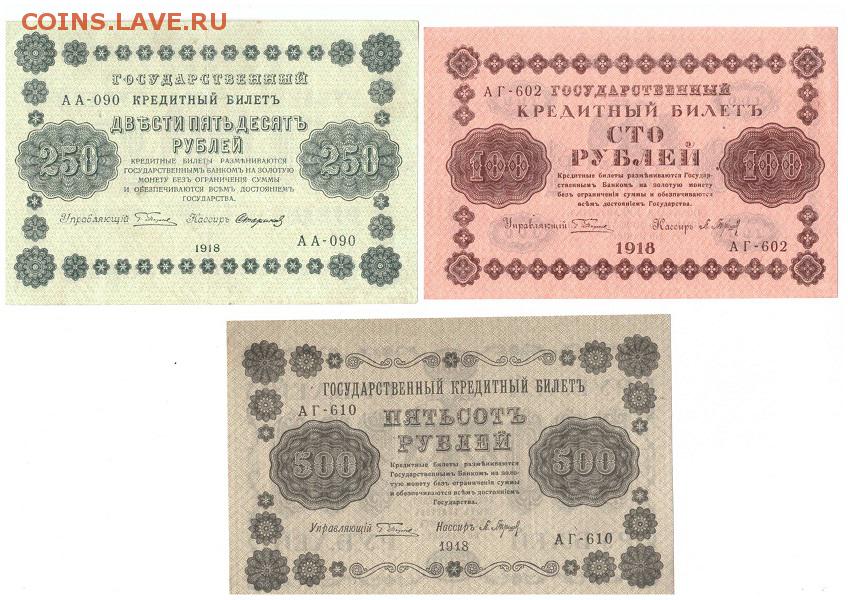 COINS.LAVE.RU
ГОСУДАРСТВЕННЫЙ
АА-090 КРЕДИТНЫЙ БИЛЕТЪ
ДВѢСТИ ПЯТЬДЕСЯТЪ
РУБЛЕЙ
250 250
КРЕДИТНЫЕ БИЛЕТЫ РАЗМѢНИВАЮТСЯ
ГОСУДАРСТВЕННЫМЪ БАНКОМЪ НА ЗОЛОТУЮ
МОНЕТУ БЕЗЪ ОГРАНИЧЕНІЯ СУММЫ
И ОБЕЗПЕЧИВАЮТСЯ ВСѢМЪ ДОСТОЯНІЕМЪ
ГОСУДАРСТВА.
Управляющій Кассиръ
1918
АА-090
АГ-602 ГОСУДАРСТВЕННЫЙ
КРЕДИТНЫЙ БИЛЕТЪ
СТО
РУБЛЕЙ
100 100
Кредитные билеты размѣниваются Государ-
ственнымъ Банкомъ на золотую монету
безъ ограниченія суммы и обезпечиваются
всѣмъ достояніемъ Государства.
Управляющій Кассиръ
1918 АГ-602
ГОСУДАРСТВЕННЫЙ КРЕДИТНЫЙ БИЛЕТЪ
АГ-610
ПЯТЬСОТЪ
РУБЛЕЙ
500 500
Кредитные билеты размѣниваются
Государственнымъ Банкомъ на золо-
тую монету безъ ограниченія суммы
и обезпечиваются всѣмъ достояніемъ
Государства.
Управляющій Кассиръ
1918
АГ-610